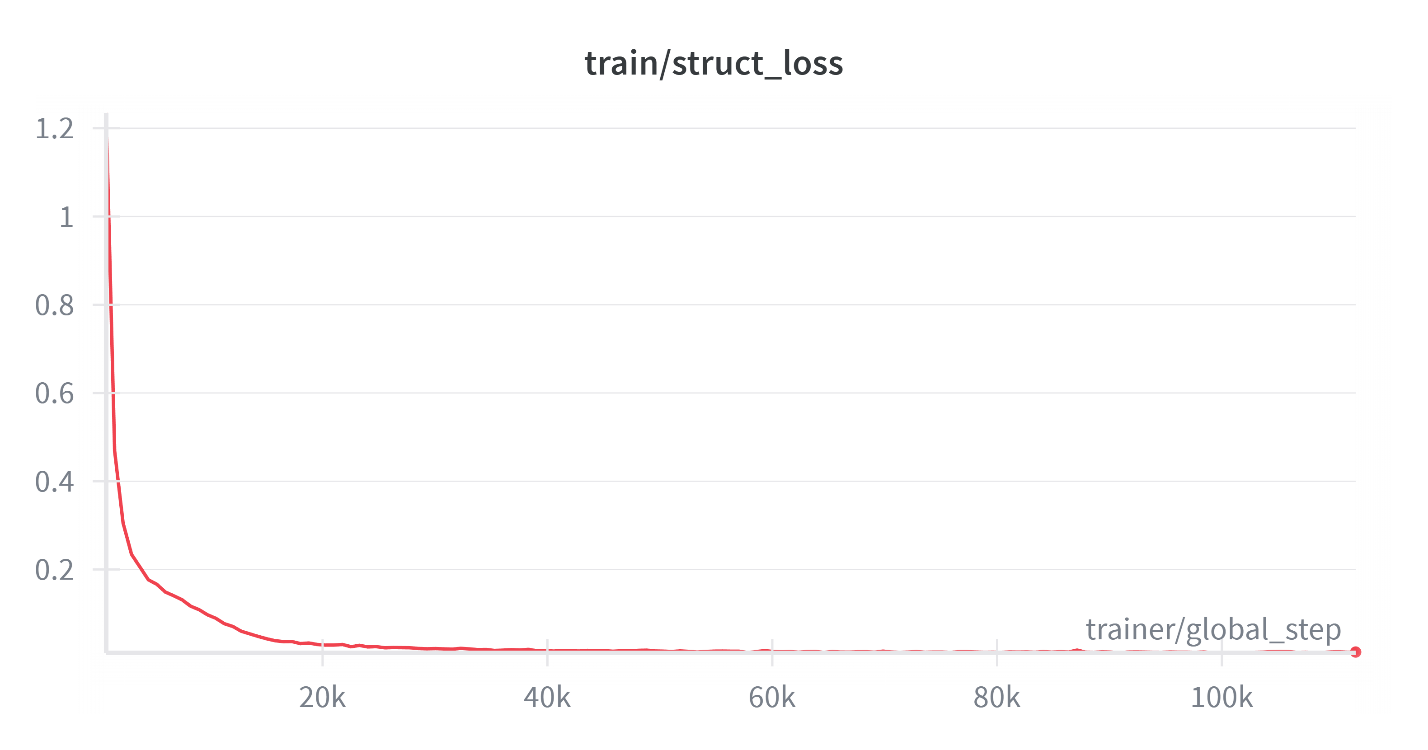 train/struct_loss
1.2
1
0.8
0.6
0.4
0.2
trainer/global_step
20k
40k
60k
80k
100k